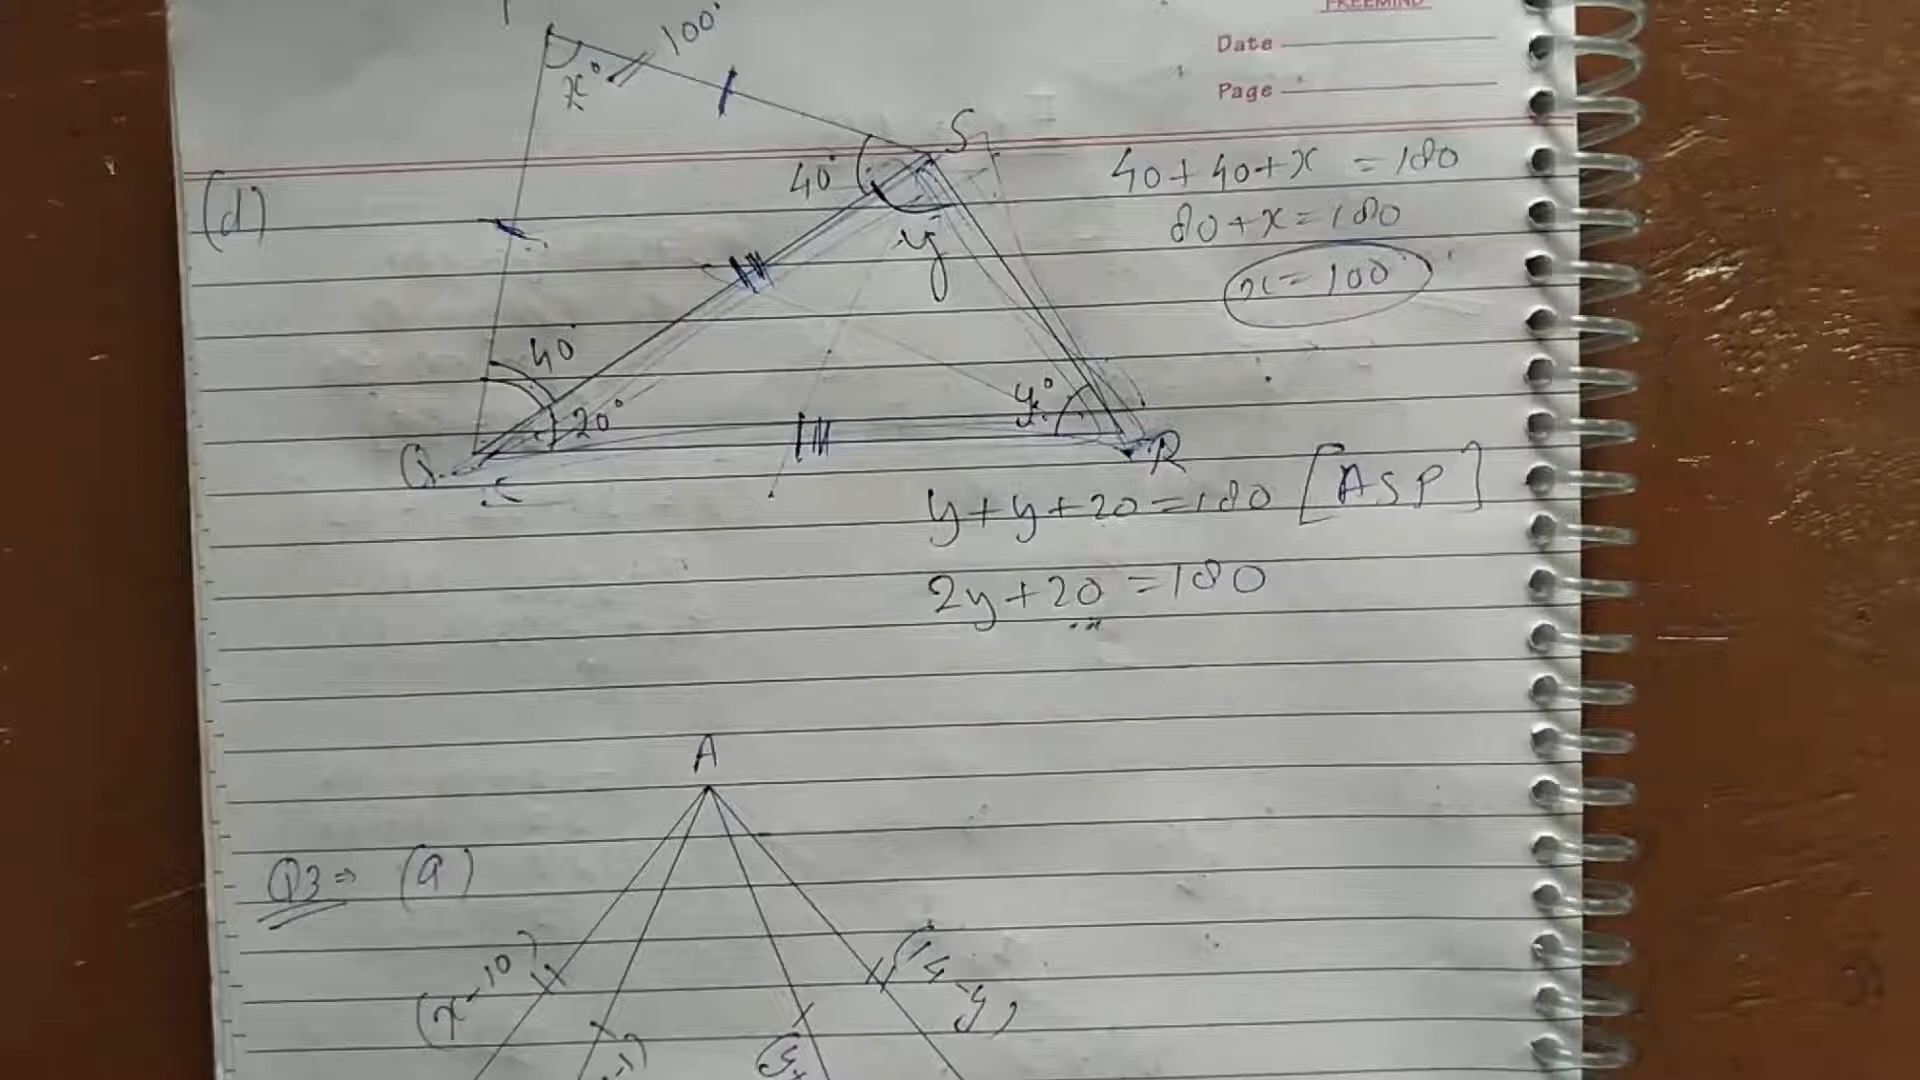 FREEMIND
Date
Page
x° 100°
S
40°
(d)
y
40°
20°
y°
Q
R
40 + 40 + x = 180
80 + x = 180
x = 100
y + y + 20 = 180 [ASP]
2y + 20 = 180
A
Q3 ⇒ (a)
(x - 10)